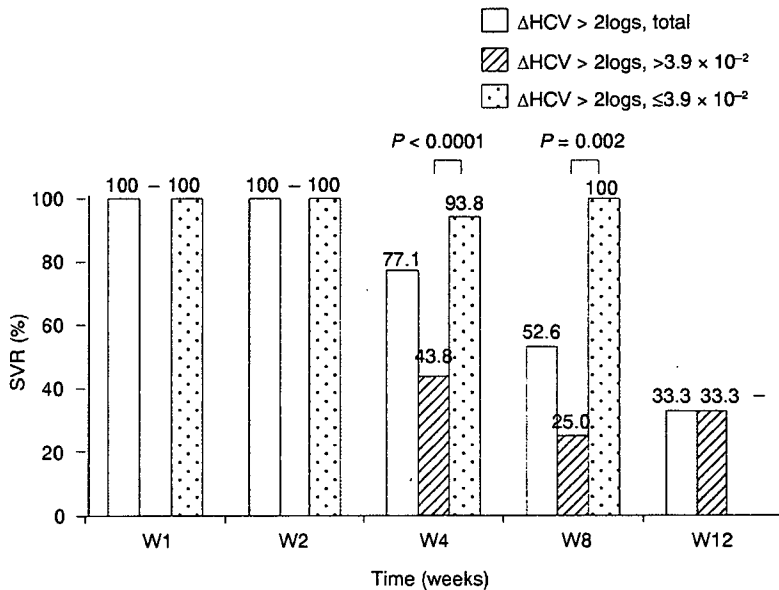 ΔHCV > 2logs, total
ΔHCV > 2logs, >3.9 × 10⁻²
ΔHCV > 2logs, ≤3.9 × 10⁻²
P < 0.0001
P = 0.002
100 – 100
100 – 100
77.1
43.8
93.8
52.6
25.0
100
33.3 33.3 –
100
80
60
40
20
0
SVR (%)
W1 W2 W4 W8 W12
Time (weeks)